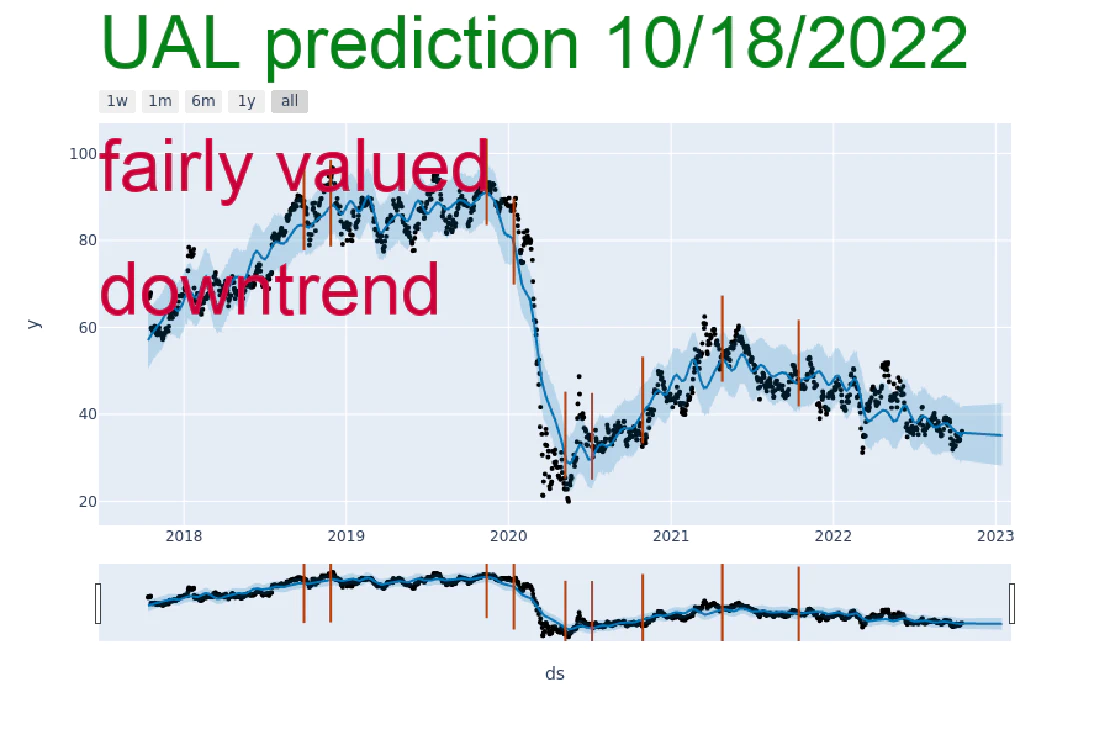 UAL prediction 10/18/2022
1w 1m 6m 1y all
fairly valued
downtrend
100
80
60
40
20
y
2018 2019 2020 2021 2022 2023
ds